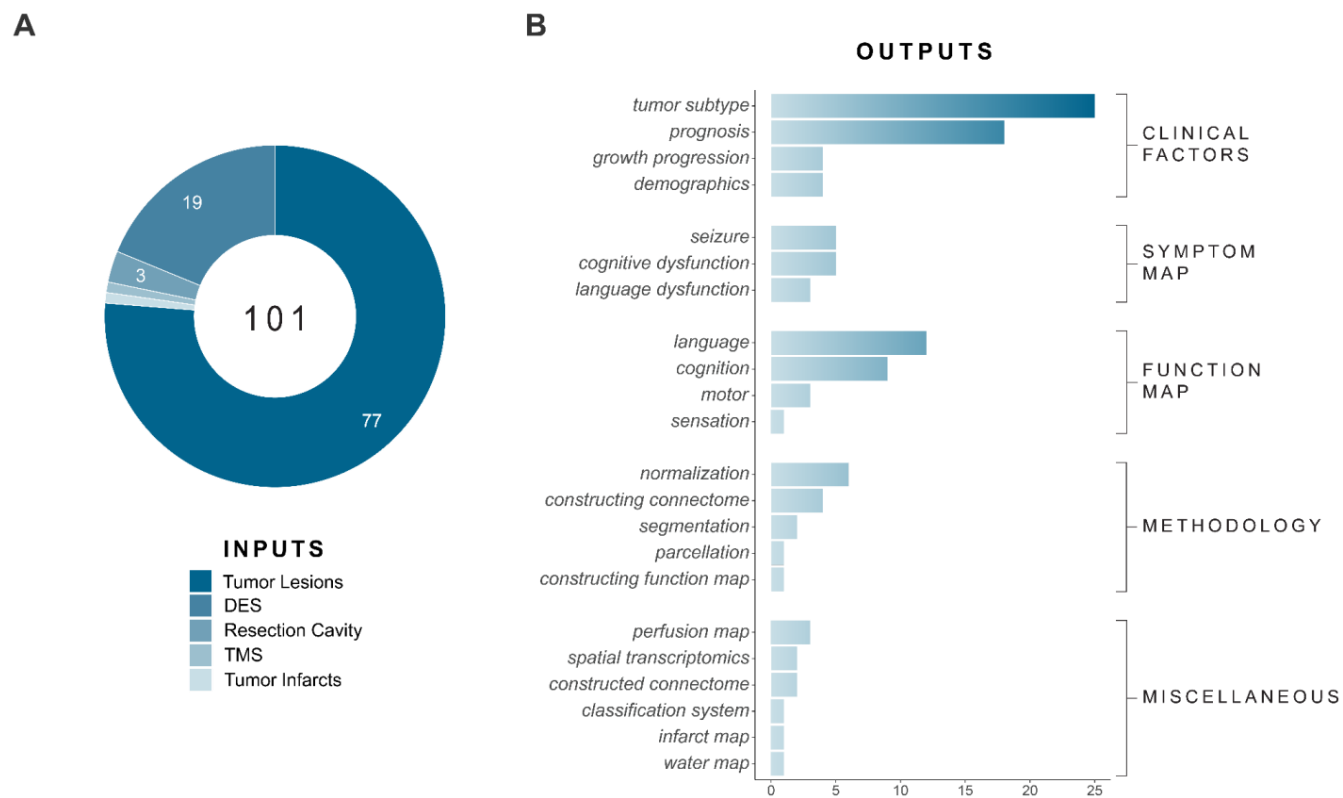 A
19
3
101
77
INPUTS
Tumor Lesions
DES
Resection Cavity
TMS
Tumor Infarcts
B
OUTPUTS
tumor subtype
prognosis
growth progression
demographics
CLINICAL
FACTORS
seizure
cognitive dysfunction
language dysfunction
SYMPTOM
MAP
language
cognition
motor
sensation
FUNCTION
MAP
normalization
constructing connectome
segmentation
parcellation
constructing function map
METHODOLOGY
perfusion map
spatial transcriptomics
constructed connectome
classification system
infarct map
water map
MISCELLANEOUS
0 5 10 15 20 25